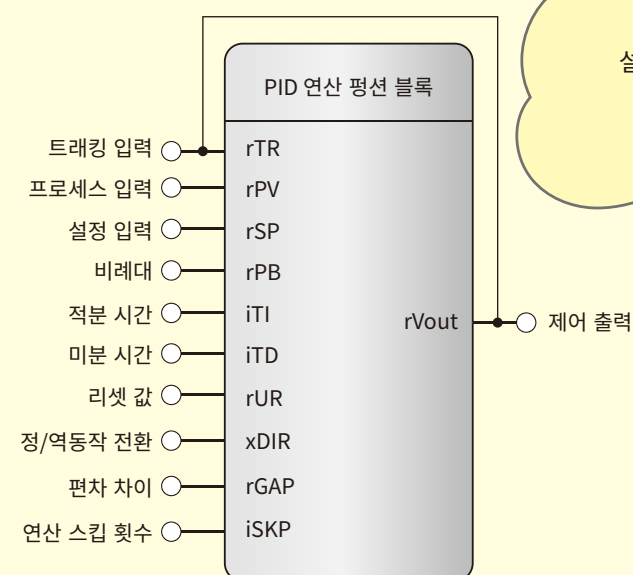 PID 연산 펑션 블록
트래킹 입력 rTR
프로세스 입력 rPV
설정 입력 rSP
비례대 rPB
적분 시간 iTI
rVout 제어 출력
미분 시간 iTD
리셋 값 rUR
정/역동작 전환 xDIR
편차 차이 rGAP
연산 스킵 횟수 iSKP